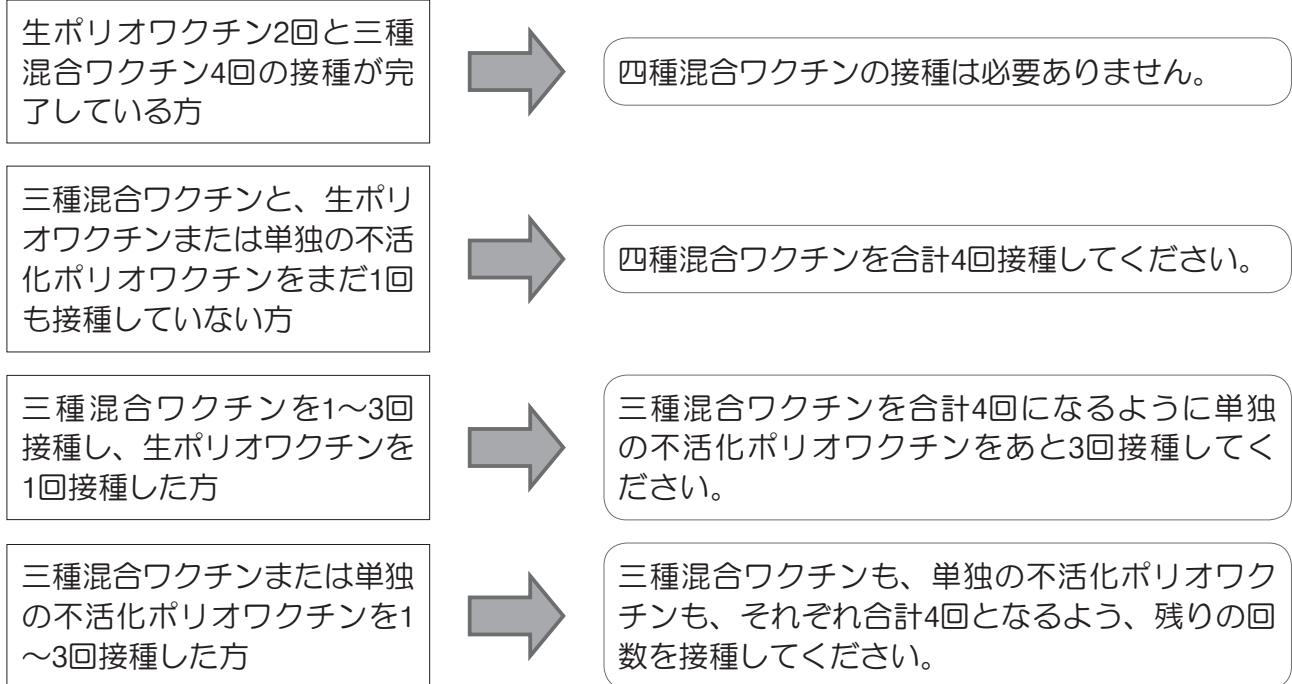 生ポリオワクチン2回と三種
混合ワクチン4回の接種が完
了している方
四種混合ワクチンの接種は必要ありません。
三種混合ワクチンと、生ポリ
オワクチンまたは単独の不活
化ポリオワクチンをまだ1回
も接種していない方
四種混合ワクチンを合計4回接種してください。
三種混合ワクチンを1～3回
接種し、生ポリオワクチンを
1回接種した方
三種混合ワクチンを合計4回になるように単独
の不活化ポリオワクチンをあと3回接種してく
ださい。
三種混合ワクチンまたは単独
の不活化ポリオワクチンを1
～3回接種した方
三種混合ワクチンも、単独の不活化ポリオワク
チンも、それぞれ合計4回となるよう、残りの回
数を接種してください。